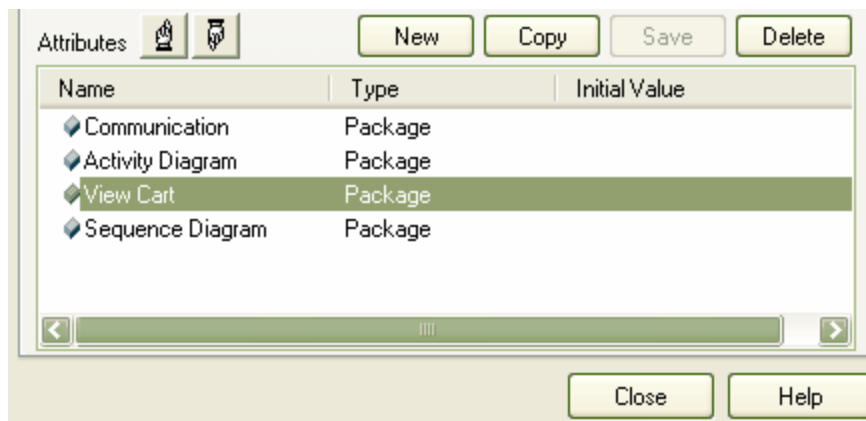 Attributes New Copy Save Delete
Name Type Initial Value
Communication Package
Activity Diagram Package
View Cart Package
Sequence Diagram Package
Close Help